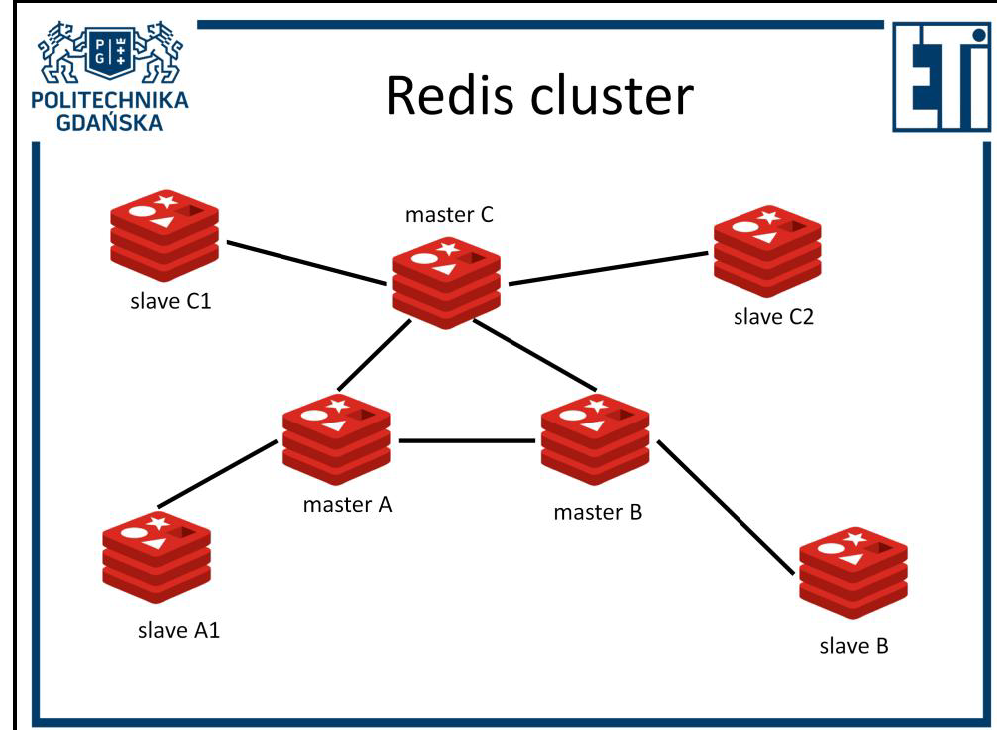 P G
POLITECHNIKA
GDAŃSKA
Redis cluster
ETI
master C
slave C1
slave C2
master A
master B
slave A1
slave B